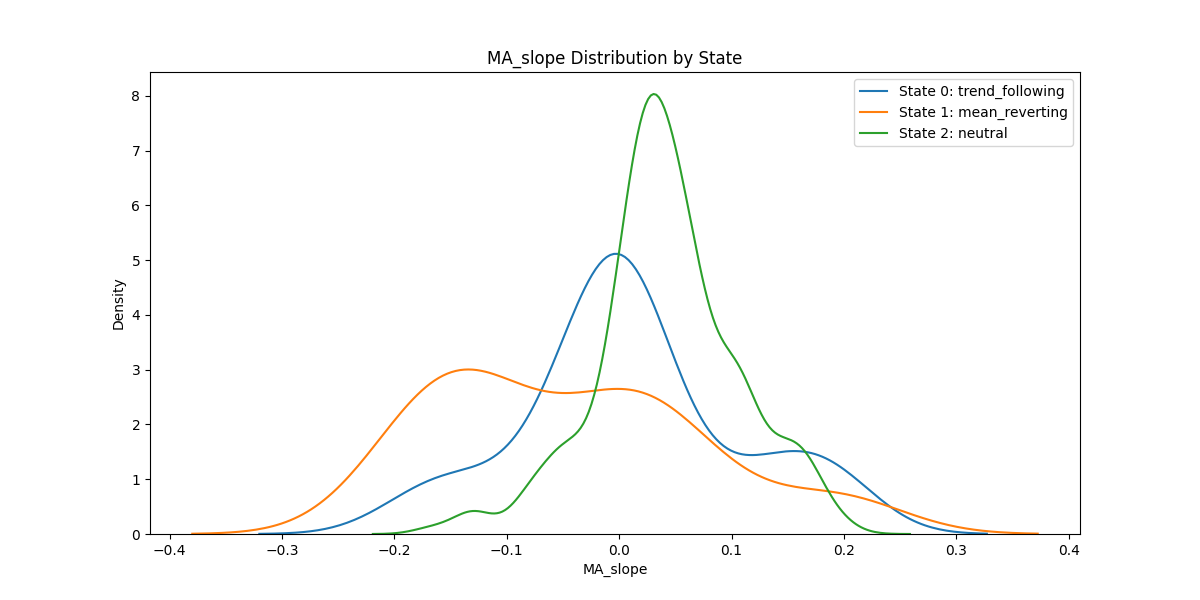 MA_slope Distribution by State
State 0: trend_following
State 1: mean_reverting
State 2: neutral
Density
8
7
6
5
4
3
2
1
0
−0.4 −0.3 −0.2 −0.1 0.0 0.1 0.2 0.3 0.4
MA_slope